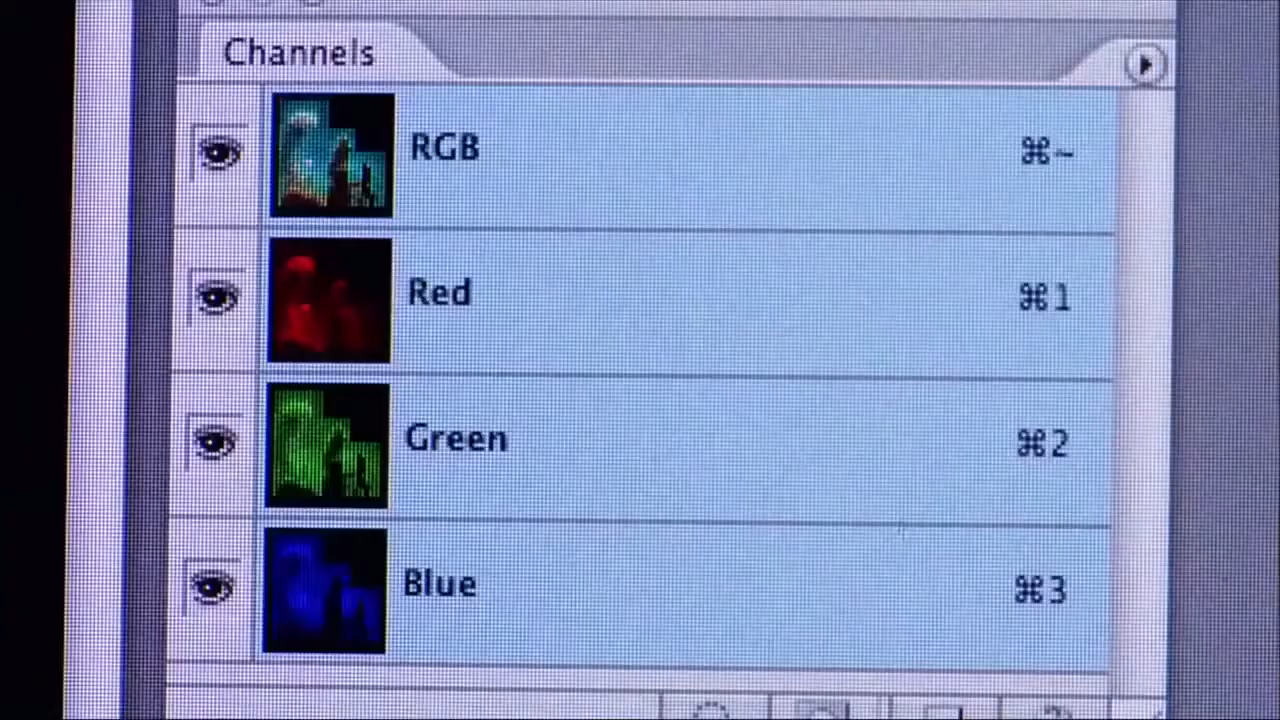 Channels
RGB ⌘~
Red ⌘1
Green ⌘2
Blue ⌘3